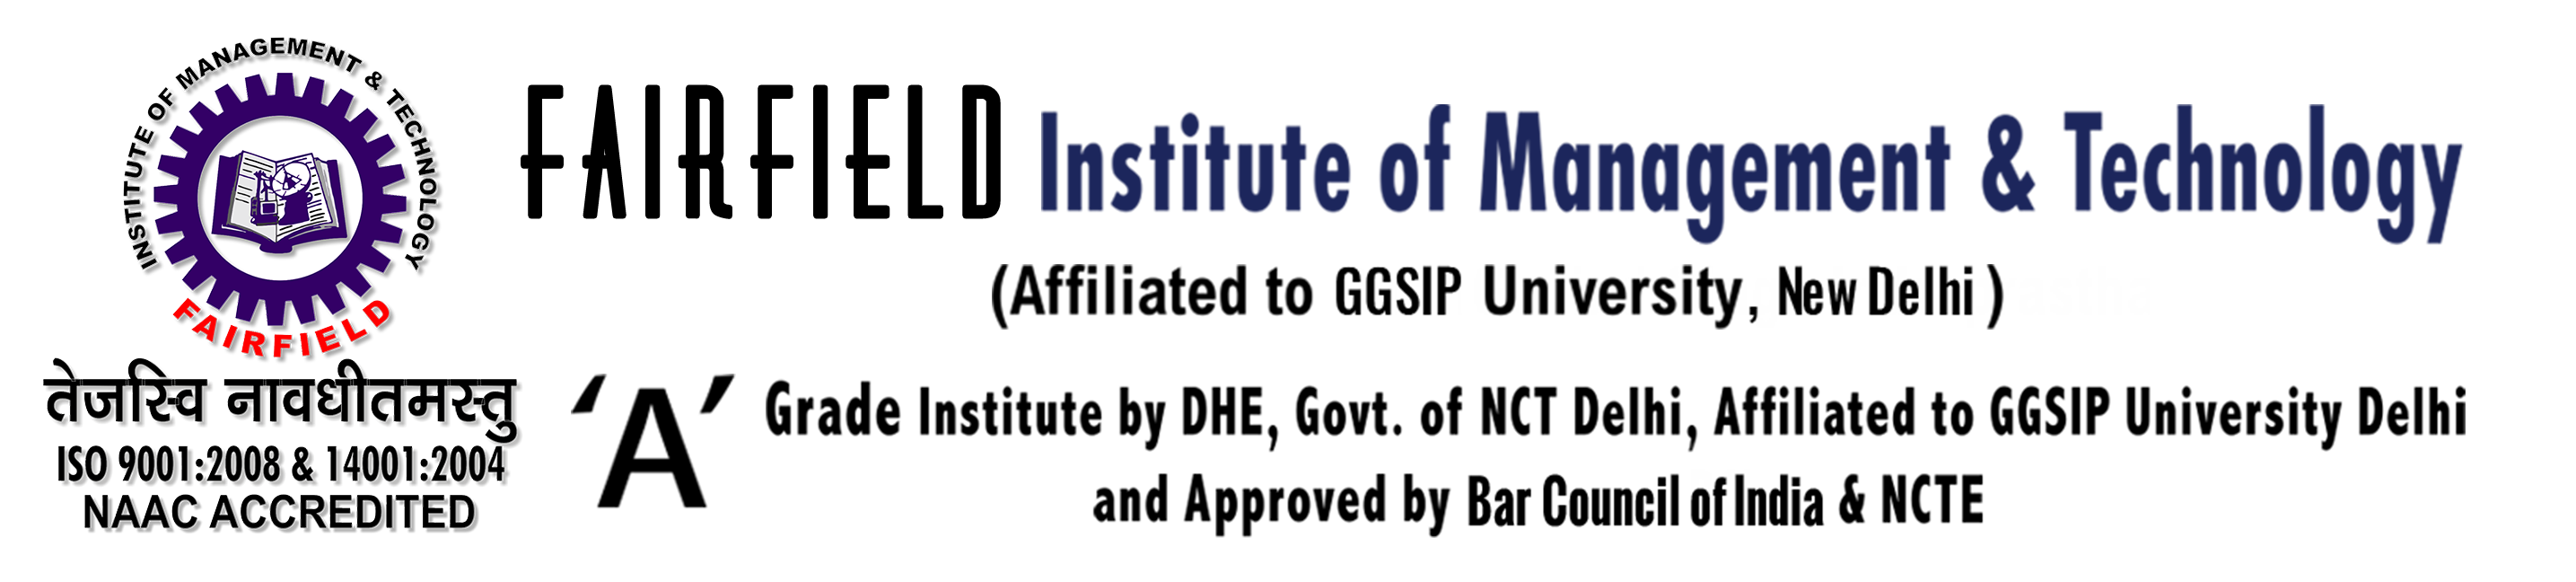 INSTITUTE OF MANAGEMENT & TECHNOLOGY
FAIRFIELD
तेजस्वि नावधीतमस्तु
ISO 9001:2008 & 14001:2004
NAAC ACCREDITED
FAIRFIELD Institute of Management & Technology
(Affiliated to GGSIP University, New Delhi )
‘A’ Grade Institute by DHE, Govt. of NCT Delhi, Affiliated to GGSIP University Delhi
and Approved by Bar Council of India & NCTE